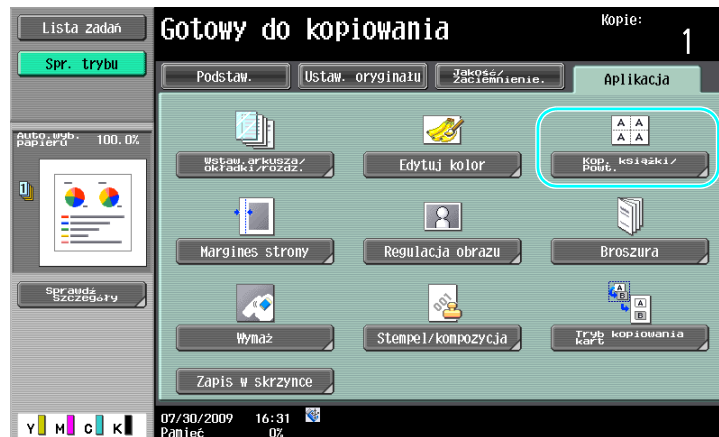 Lista zadań
Gotowy do kopiowania
Kopie:
1
Spr. trybu
Podstaw.
Ustaw. oryginału
Jakość/
zaciemnienie.
Aplikacja
Auto.wyb.
papieru
100.0%
Wstaw.arkusza/
okładki/rozdz.
Edytuj kolor
Kop. książki/
Powt.
A A
A A
Margines strony
Regulacja obrazu
Broszura
Sprawdź
Szczegóły
Wymaż
001
Stempel/kompozycja
A
B
A
B
Tryb kopiowania
kart
Zapis w skrzynce
Y M C K
07/30/2009 16:31
Pamięć 0%